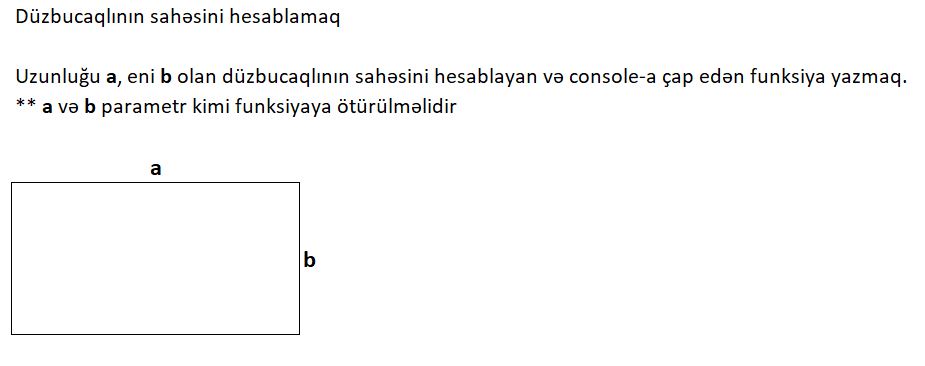 Düzbucaqlının sahəsini hesablamaq
Uzunluğu a, eni b olan düzbucaqlının sahəsini hesablayan və console-a çap edən funksiya yazmaq.
** a və b parametr kimi funksiyaya ötürülməlidir
a
b